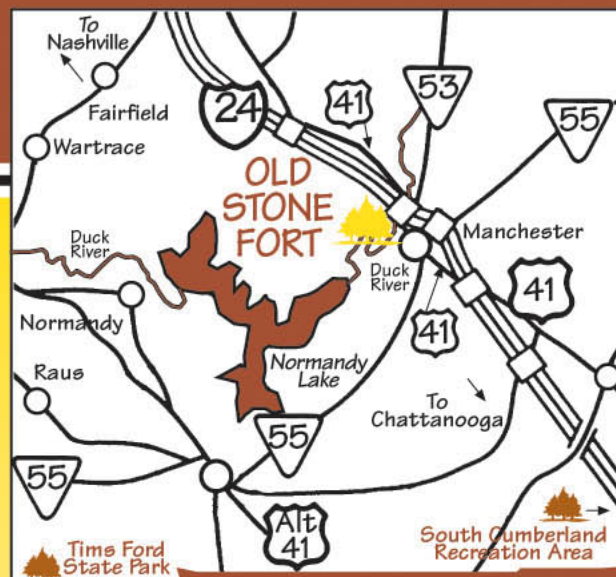 To
Nashville
Fairfield
Wartrace
24
41
53
55
OLD
STONE
FORT
Manchester
Duck
River
Duck
River
41
41
Normandy
Normandy
Lake
Raus
To
Chattanooga
55
55
Alt
41
Tims Ford
State Park
South Cumberland
Recreation Area